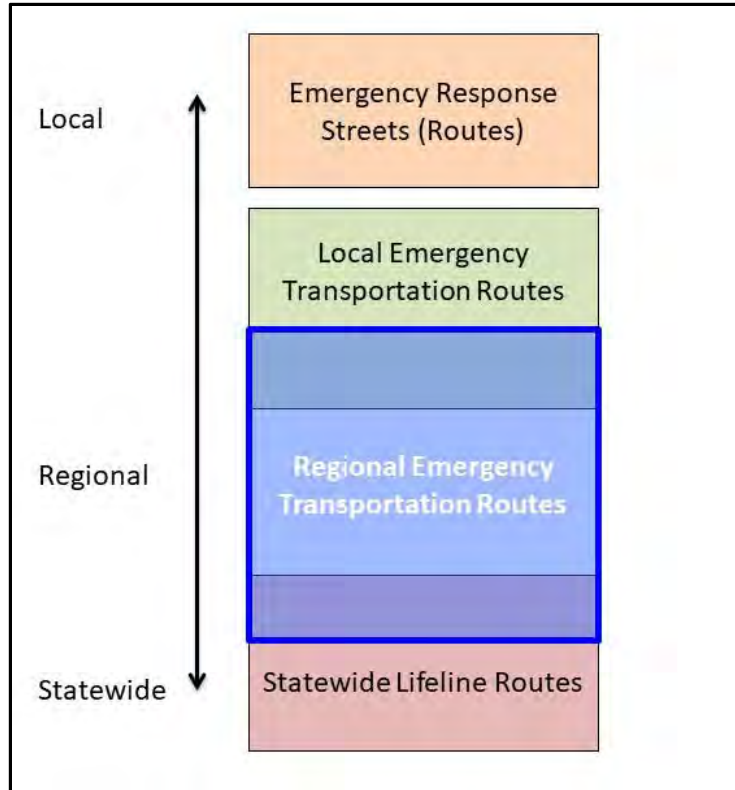 Local
Emergency Response
Streets (Routes)
Local Emergency
Transportation Routes
Regional
Regional Emergency
Transportation Routes
Statewide
Statewide Lifeline Routes